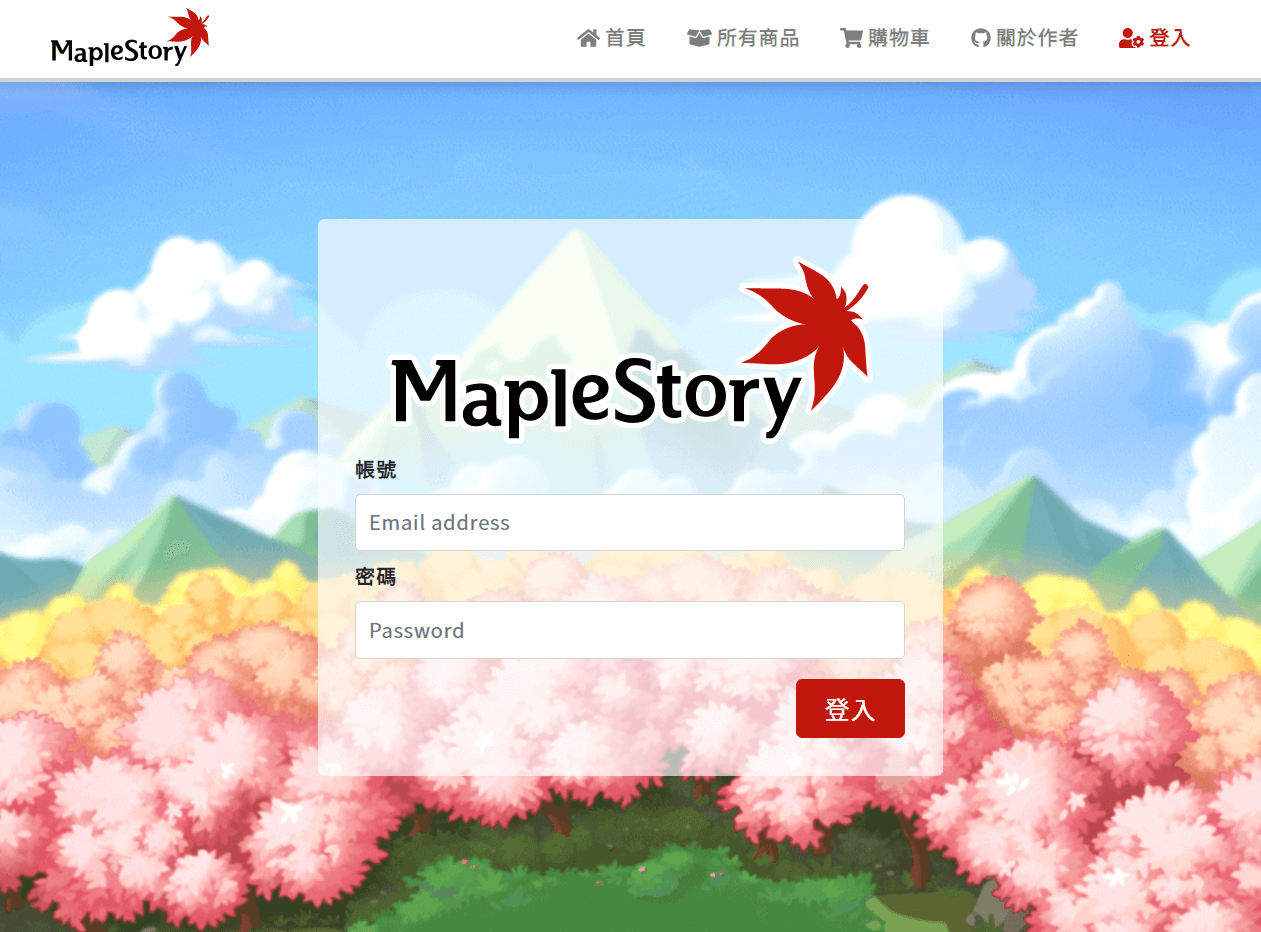 MapleStory
首頁 所有商品 購物車 關於作者 登入
MapleStory
帳號
Email address
密碼
Password
登入